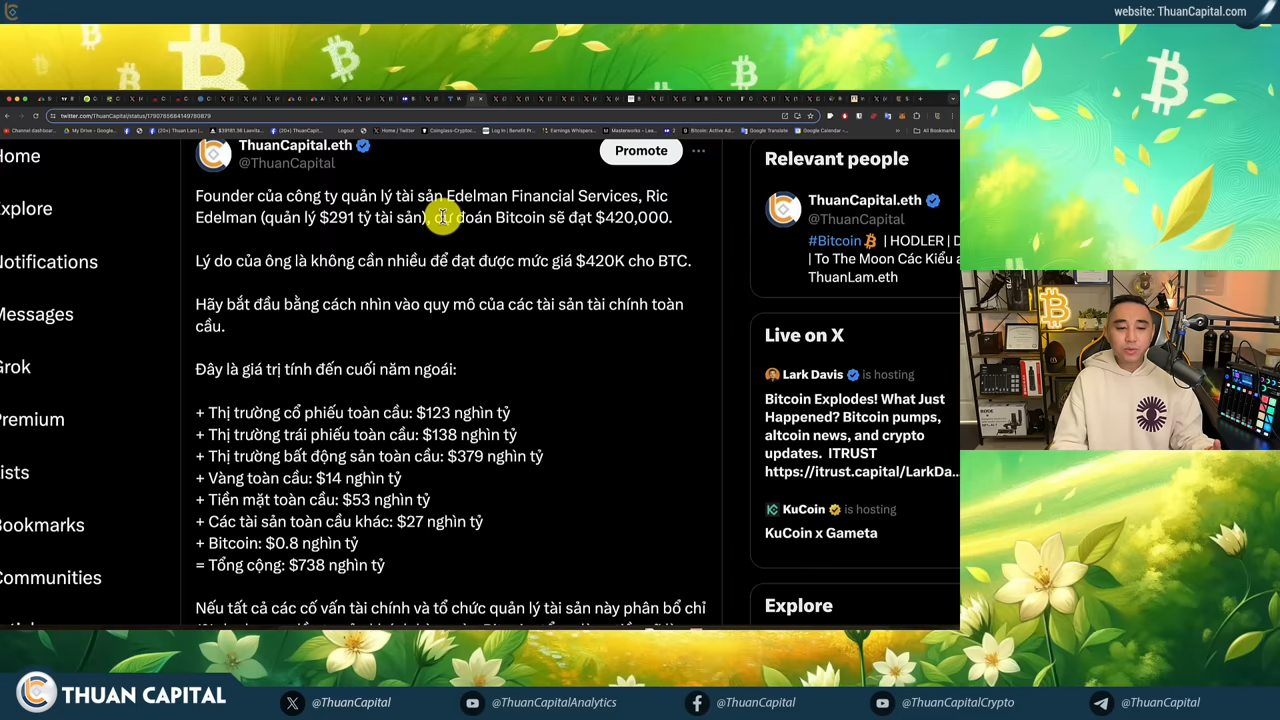 website: ThuanCapital.com
twitter.com/ThuanCapital/status/1790785684149780879
Home
Explore
Notifications
Messages
Grok
Premium
Lists
Bookmarks
Communities
ThuanCapital.eth
@ThuanCapital
Promote
Founder của công ty quản lý tài sản Edelman Financial Services, Ric
Edelman (quản lý $291 tỷ tài sản), dự đoán Bitcoin sẽ đạt $420,000.
Lý do của ông là không cần nhiều để đạt được mức giá $420K cho BTC.
Hãy bắt đầu bằng cách nhìn vào quy mô của các tài sản tài chính toàn
cầu.
Đây là giá trị tính đến cuối năm ngoái:
+ Thị trường cổ phiếu toàn cầu: $123 nghìn tỷ
+ Thị trường trái phiếu toàn cầu: $138 nghìn tỷ
+ Thị trường bất động sản toàn cầu: $379 nghìn tỷ
+ Vàng toàn cầu: $14 nghìn tỷ
+ Tiền mặt toàn cầu: $53 nghìn tỷ
+ Các tài sản toàn cầu khác: $27 nghìn tỷ
+ Bitcoin: $0.8 nghìn tỷ
= Tổng cộng: $738 nghìn tỷ
Nếu tất cả các cố vấn tài chính và tổ chức quản lý tài sản này phân bổ chỉ
Relevant people
ThuanCapital.eth
@ThuanCapital
#Bitcoin | HODLER | D
| To The Moon Các Kiểu a
ThuanLam.eth
Live on X
Lark Davis is hosting
Bitcoin Explodes! What Just
Happened? Bitcoin pumps,
altcoin news, and crypto
updates. ITRUST
https://itrust.capital/LarkDa...
KuCoin is hosting
KuCoin x Gameta
Explore
THUAN CAPITAL
@ThuanCapital
@ThuanCapitalAnalytics
@ThuanCapital
@ThuanCapitalCrypto
@ThuanCapital